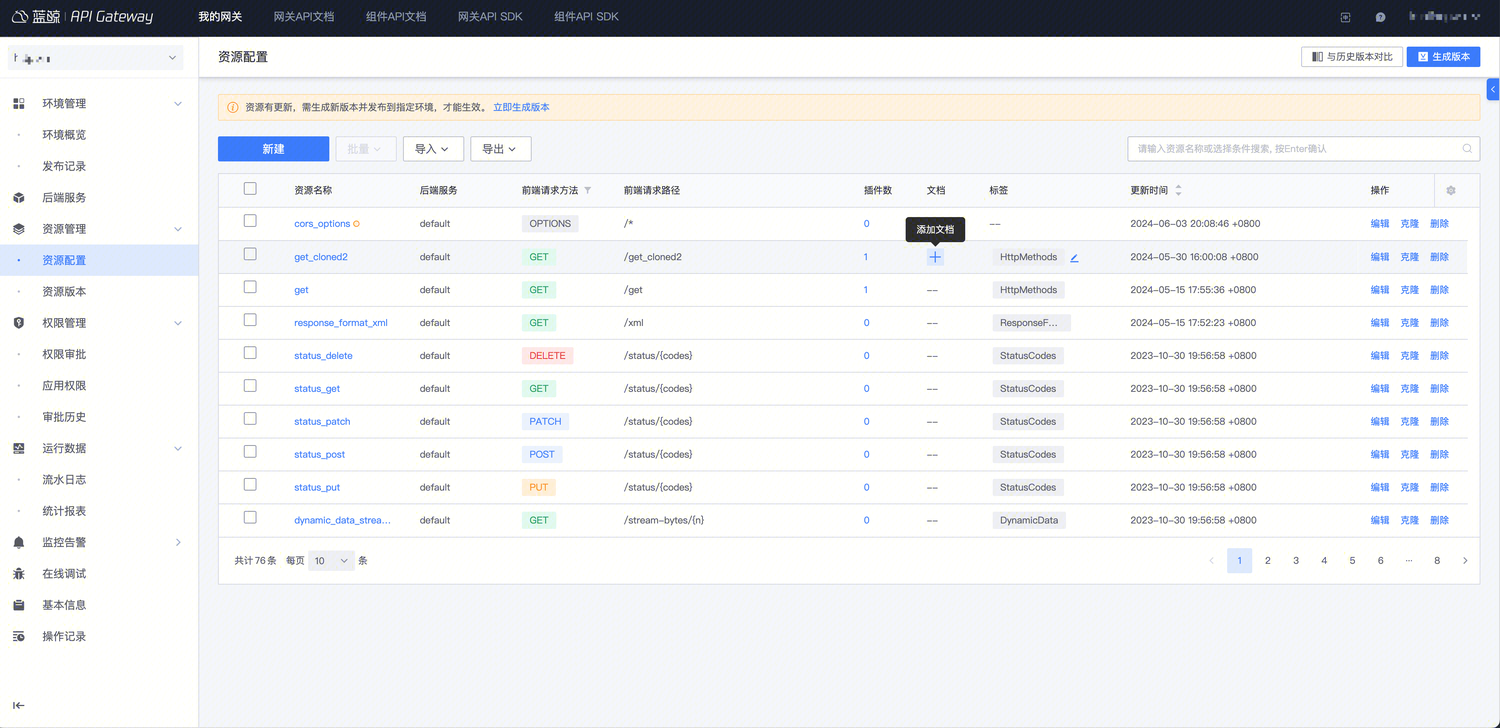 蓝鲸 | API Gateway 我的网关 网关API文档 组件API文档 网关API SDK 组件API SDK
资源配置 与历史版本对比 生成版本
环境管理
环境概览
发布记录
后端服务
资源管理
资源配置
资源版本
权限管理
权限审批
应用权限
审批历史
运行数据
流水日志
统计报表
监控告警
在线调试
基本信息
操作记录
资源有更新，需生成新版本并发布到指定环境，才能生效。 立即生成版本
新建 批量 导入 导出 请输入资源名称或选择条件搜索, 按Enter确认
资源名称 后端服务 前端请求方法 前端请求路径 插件数 文档 标签 更新时间 操作
cors_options default OPTIONS /* 0 -- 2024-06-03 20:08:46 +0800 编辑 克隆 删除
添加文档
get_cloned2 default GET /get_cloned2 1 HttpMethods 2024-05-30 16:00:08 +0800 编辑 克隆 删除
get default GET /get 1 -- HttpMethods 2024-05-15 17:55:36 +0800 编辑 克隆 删除
response_format_xml default GET /xml 0 -- ResponseF... 2024-05-15 17:52:23 +0800 编辑 克隆 删除
status_delete default DELETE /status/{codes} 0 -- StatusCodes 2023-10-30 19:56:58 +0800 编辑 克隆 删除
status_get default GET /status/{codes} 0 -- StatusCodes 2023-10-30 19:56:58 +0800 编辑 克隆 删除
status_patch default PATCH /status/{codes} 0 -- StatusCodes 2023-10-30 19:56:58 +0800 编辑 克隆 删除
status_post default POST /status/{codes} 0 -- StatusCodes 2023-10-30 19:56:58 +0800 编辑 克隆 删除
status_put default PUT /status/{codes} 0 -- StatusCodes 2023-10-30 19:56:58 +0800 编辑 克隆 删除
dynamic_data_strea... default GET /stream-bytes/{n} 0 -- DynamicData 2023-10-30 19:56:58 +0800 编辑 克隆 删除
共计 76 条 每页 10 条 1 2 3 4 5 6 ... 8